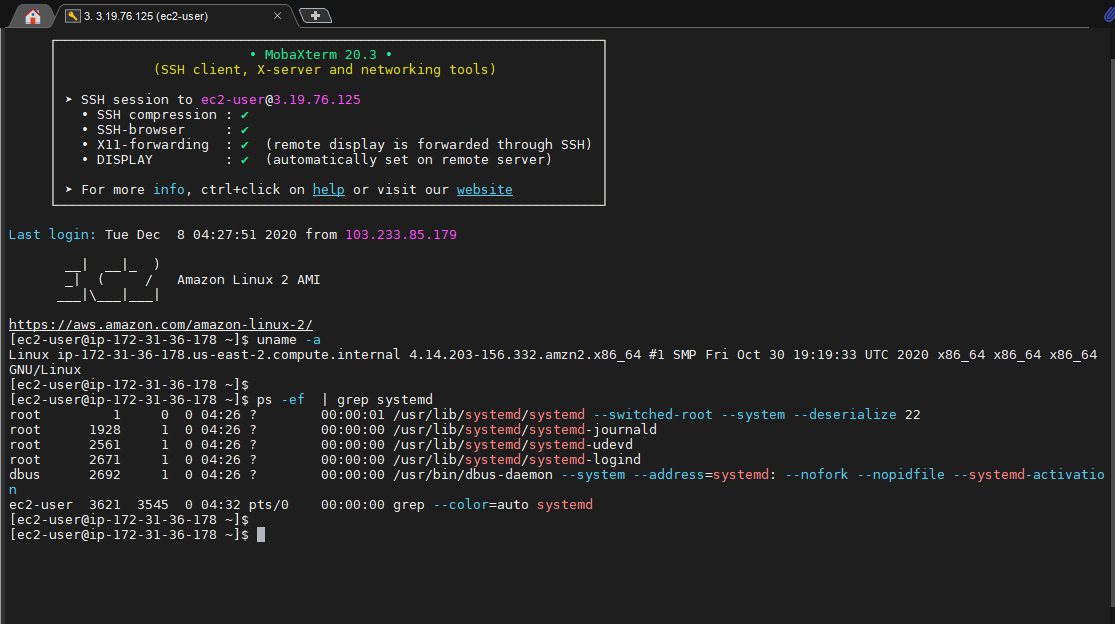 3. 3.19.76.125 (ec2-user)
• MobaXterm 20.3 •
(SSH client, X-server and networking tools)
➤ SSH session to ec2-user@3.19.76.125
• SSH compression : ✔
• SSH-browser     : ✔
• X11-forwarding  : ✔  (remote display is forwarded through SSH)
• DISPLAY         : ✔  (automatically set on remote server)
➤ For more info, ctrl+click on help or visit our website
Last login: Tue Dec  8 04:27:51 2020 from 103.233.85.179
       __|  __|_  )
       _|  (     /   Amazon Linux 2 AMI
      ___|\___|___|
https://aws.amazon.com/amazon-linux-2/
[ec2-user@ip-172-31-36-178 ~]$ uname -a
Linux ip-172-31-36-178.us-east-2.compute.internal 4.14.203-156.332.amzn2.x86_64 #1 SMP Fri Oct 30 19:19:33 UTC 2020 x86_64 x86_64 x86_64
GNU/Linux
[ec2-user@ip-172-31-36-178 ~]$
[ec2-user@ip-172-31-36-178 ~]$ ps -ef  | grep systemd
root         1     0  0 04:26 ?        00:00:01 /usr/lib/systemd/systemd --switched-root --system --deserialize 22
root      1928     1  0 04:26 ?        00:00:00 /usr/lib/systemd/systemd-journald
root      2561     1  0 04:26 ?        00:00:00 /usr/lib/systemd/systemd-udevd
root      2671     1  0 04:26 ?        00:00:00 /usr/lib/systemd/systemd-logind
dbus      2692     1  0 04:26 ?        00:00:00 /usr/bin/dbus-daemon --system --address=systemd: --nofork --nopidfile --systemd-activatio
n
ec2-user  3621  3545  0 04:32 pts/0    00:00:00 grep --color=auto systemd
[ec2-user@ip-172-31-36-178 ~]$
[ec2-user@ip-172-31-36-178 ~]$